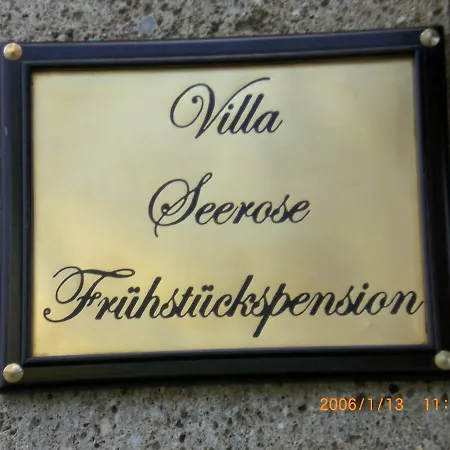 Villa
Seerose
Frühstückspension
2006/1/13 11: